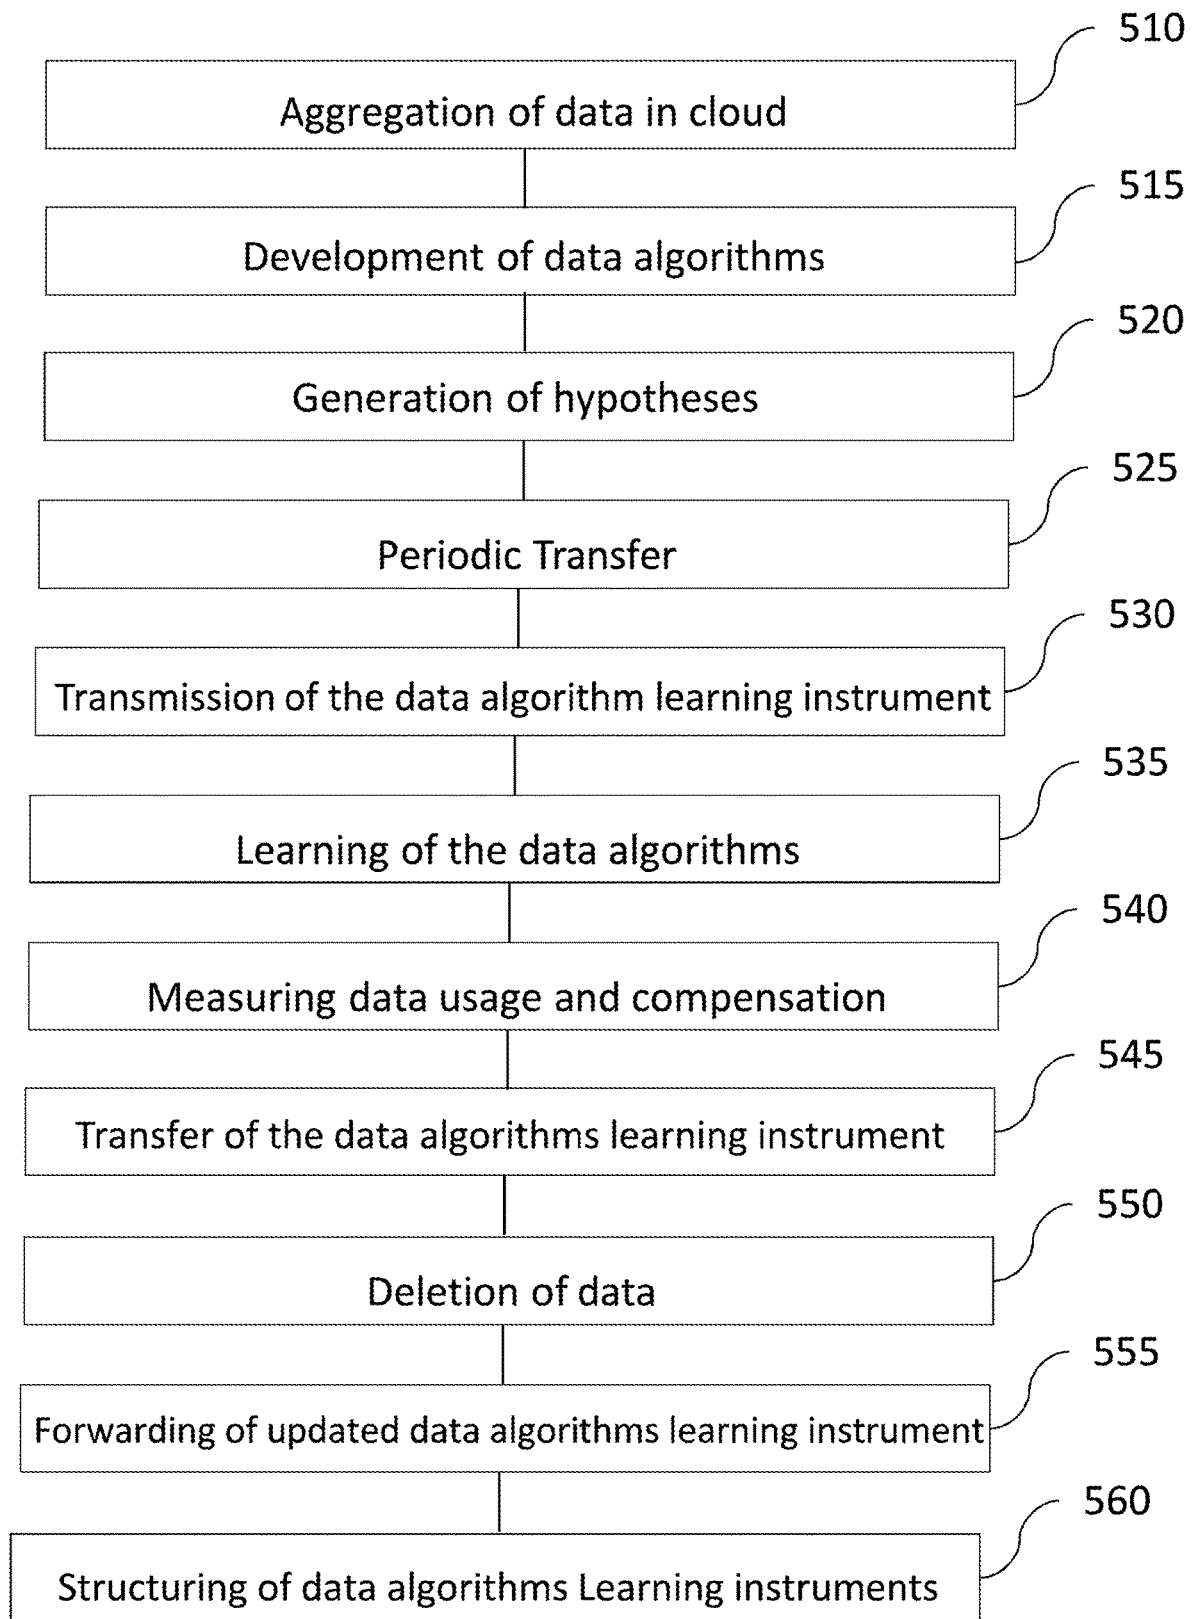 510
Aggregation of data in cloud
515
Development of data algorithms
520
Generation of hypotheses
525
Periodic Transfer
530
Transmission of the data algorithm learning instrument
535
Learning of the data algorithms
540
Measuring data usage and compensation
545
Transfer of the data algorithms learning instrument
550
Deletion of data
555
Forwarding of updated data algorithms learning instrument
560
Structuring of data algorithms Learning instruments